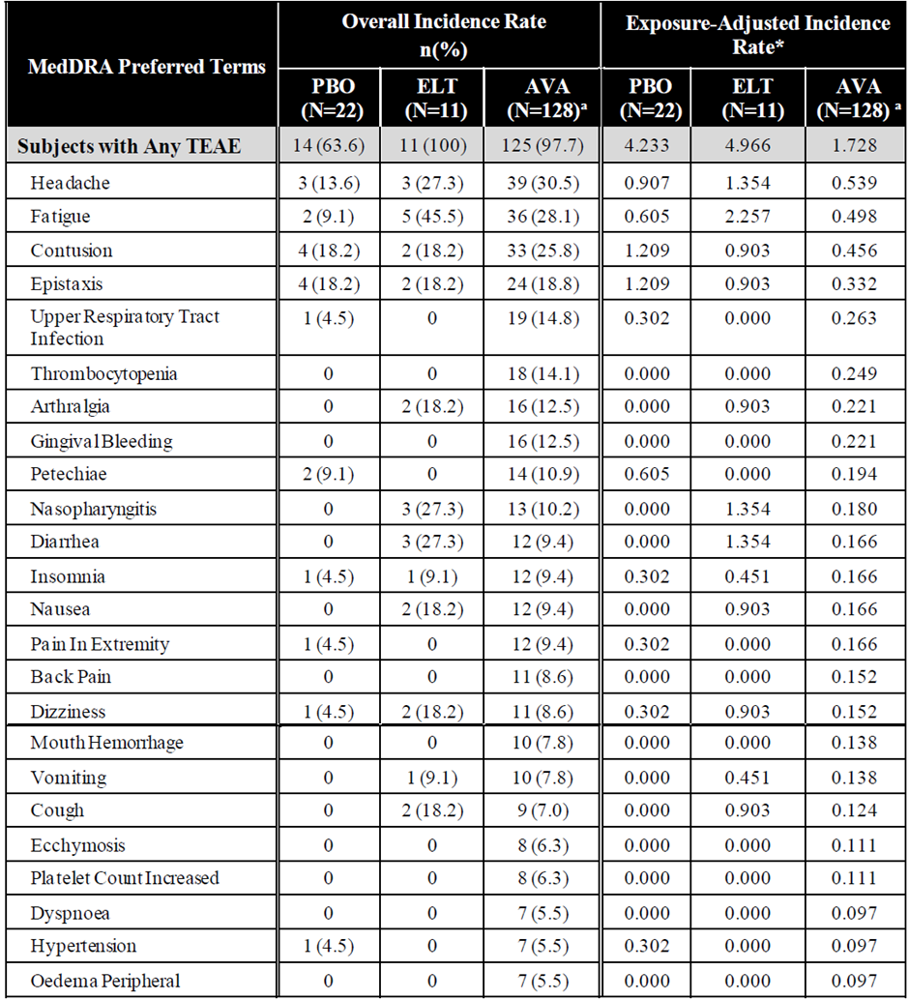 MedDRA Preferred Terms Overall Incidence Rate n(%) Exposure-Adjusted Incidence Rate*
PBO (N=22) ELT (N=11) AVA (N=128)ᵃ PBO (N=22) ELT (N=11) AVA (N=128) ᵃ
Subjects with Any TEAE 14 (63.6) 11 (100) 125 (97.7) 4.233 4.966 1.728
Headache 3 (13.6) 3 (27.3) 39 (30.5) 0.907 1.354 0.539
Fatigue 2 (9.1) 5 (45.5) 36 (28.1) 0.605 2.257 0.498
Contusion 4 (18.2) 2 (18.2) 33 (25.8) 1.209 0.903 0.456
Epistaxis 4 (18.2) 2 (18.2) 24 (18.8) 1.209 0.903 0.332
Upper Respiratory Tract Infection 1 (4.5) 0 19 (14.8) 0.302 0.000 0.263
Thrombocytopenia 0 0 18 (14.1) 0.000 0.000 0.249
Arthralgia 0 2 (18.2) 16 (12.5) 0.000 0.903 0.221
Gingival Bleeding 0 0 16 (12.5) 0.000 0.000 0.221
Petechiae 2 (9.1) 0 14 (10.9) 0.605 0.000 0.194
Nasopharyngitis 0 3 (27.3) 13 (10.2) 0.000 1.354 0.180
Diarrhea 0 3 (27.3) 12 (9.4) 0.000 1.354 0.166
Insomnia 1 (4.5) 1 (9.1) 12 (9.4) 0.302 0.451 0.166
Nausea 0 2 (18.2) 12 (9.4) 0.000 0.903 0.166
Pain In Extremity 1 (4.5) 0 12 (9.4) 0.302 0.000 0.166
Back Pain 0 0 11 (8.6) 0.000 0.000 0.152
Dizziness 1 (4.5) 2 (18.2) 11 (8.6) 0.302 0.903 0.152
Mouth Hemorrhage 0 0 10 (7.8) 0.000 0.000 0.138
Vomiting 0 1 (9.1) 10 (7.8) 0.000 0.451 0.138
Cough 0 2 (18.2) 9 (7.0) 0.000 0.903 0.124
Ecchymosis 0 0 8 (6.3) 0.000 0.000 0.111
Platelet Count Increased 0 0 8 (6.3) 0.000 0.000 0.111
Dyspnoea 0 0 7 (5.5) 0.000 0.000 0.097
Hypertension 1 (4.5) 0 7 (5.5) 0.302 0.000 0.097
Oedema Peripheral 0 0 7 (5.5) 0.000 0.000 0.097